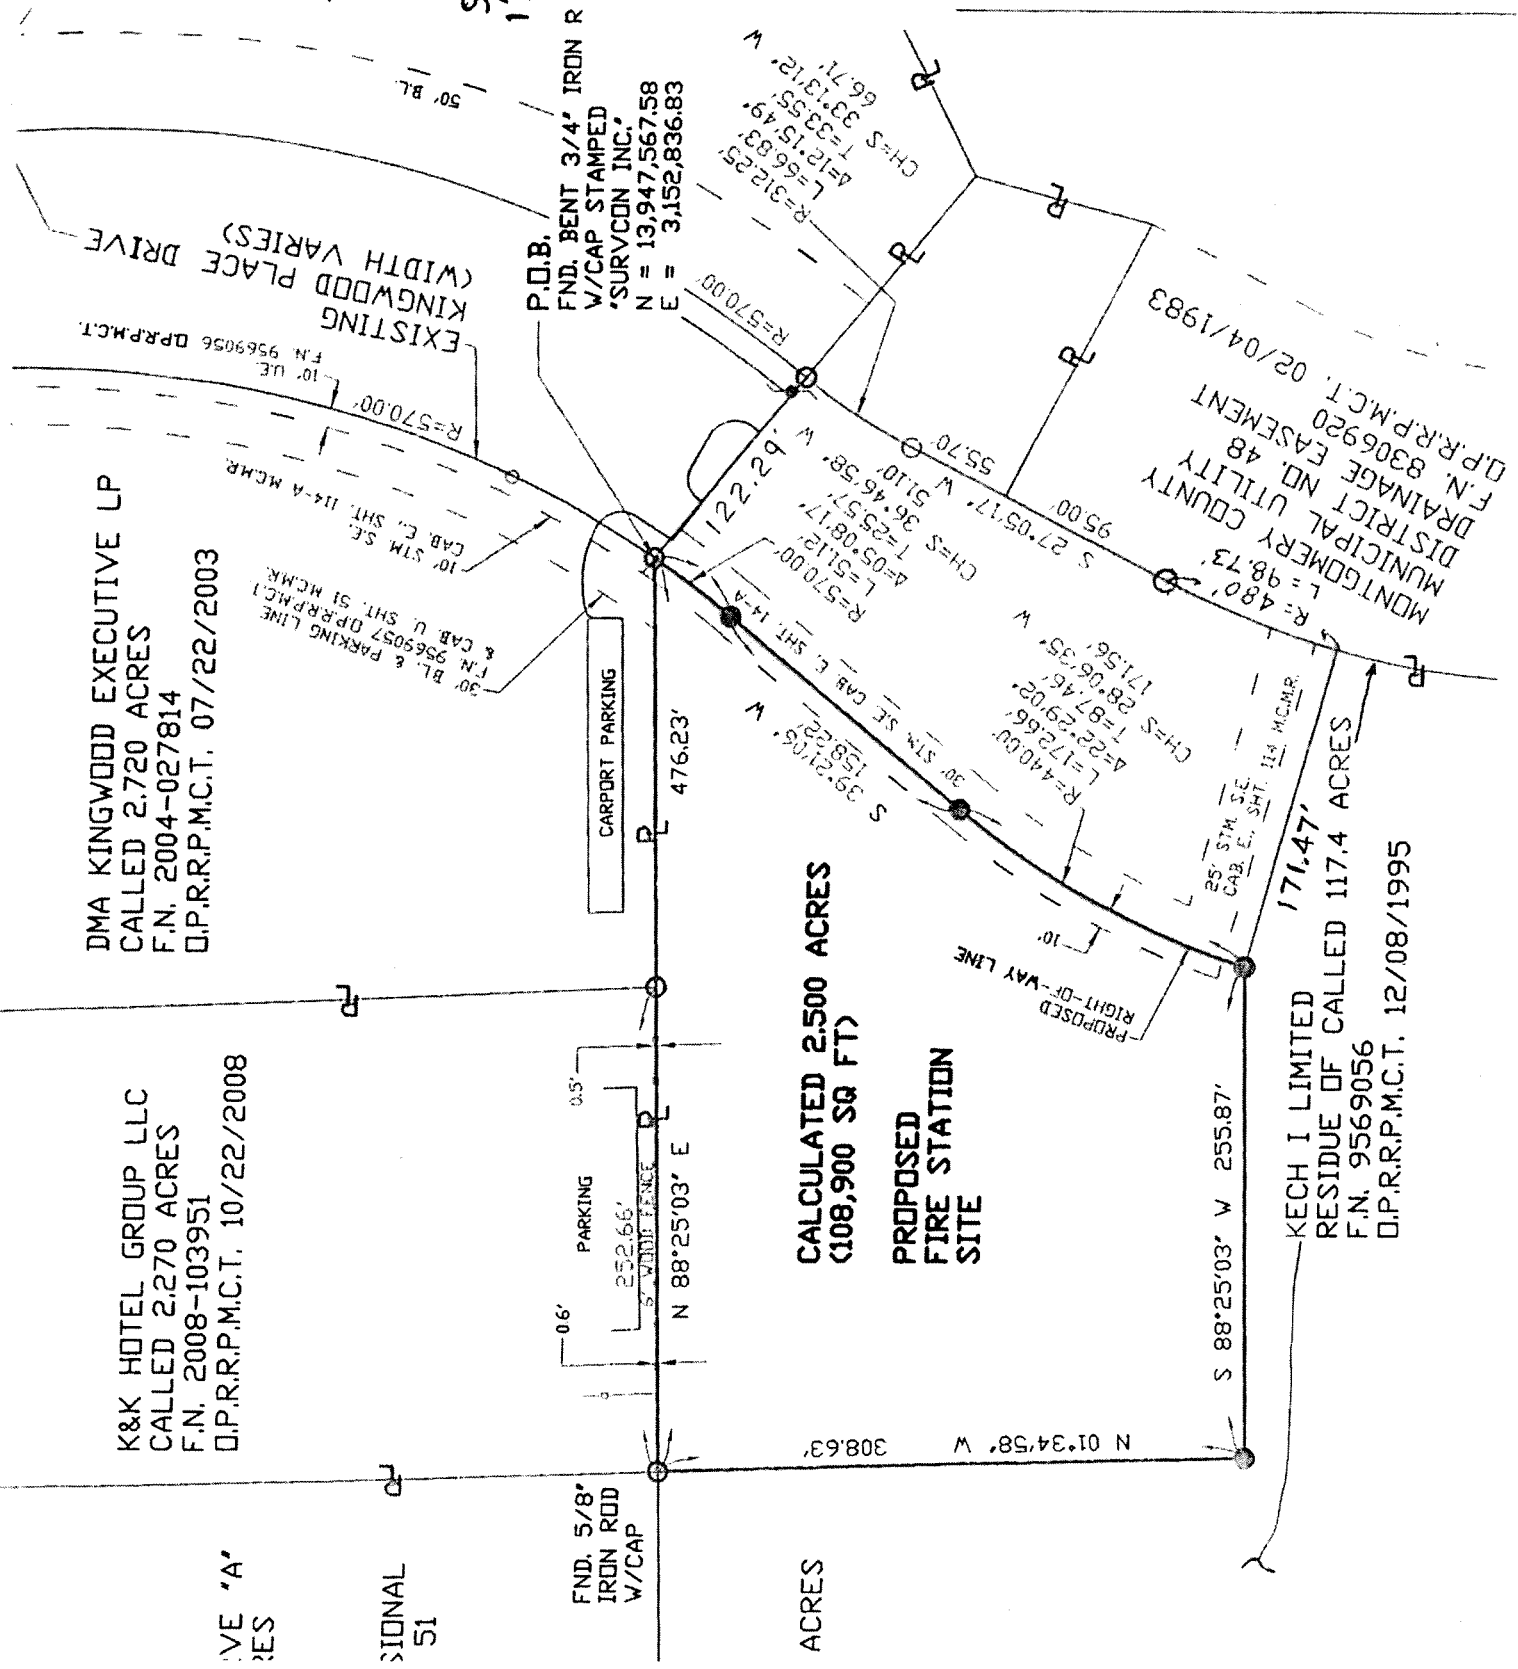 DMA KINGWOOD EXECUTIVE LP
CALLED 2.720 ACRES
F.N. 2004-027814
O.P.R.R.P.M.C.T. 07/22/2003
K&K HOTEL GROUP LLC
CALLED 2.270 ACRES
F.N. 2008-103951
O.P.R.R.P.M.C.T. 10/22/2008
VE "A"
RES
SIONAL
51
FND. 5/8"
IRON ROD
W/CAP
ACRES
50' B.L.
EXISTING
KINGWOOD PLACE DRIVE
(WIDTH VARIES)
10' U.E.
F.N. 9569056 O.P.R.R.P.M.C.T.
R=570.00'
10' STM. S.E.
CAB. E., SHT. 114-A M.C.M.R.
30' B.L. & PARKING LINE
F.N. 9569057 O.P.R.R.P.M.C.T.
& CAB. U. SHT. 51 M.C.M.R.
P.O.B.
FND. BENT 3/4" IRON R
W/CAP STAMPED
"SURVCON INC."
N = 13,947,567.58
E = 3,152,836.83
R=312.25'
L=66.83'
Δ=12°15'49"
T=33.55'
CH=S 33°13'12" W
66.71'
R=570.00'
122.29'
R=570.00'
L=51.12'
Δ=05°08'17"
T=25.57'
CH=S 36°46'58" W
51.10'
55.70'
S 27°05'17" W
95.00'
R= 480'
L= 98.73'
MONTGOMERY COUNTY
MUNICIPAL UTILITY
DISTRICT NO. 48
DRAINAGE EASEMENT
F.N. 8306920
O.P.R.R.P.M.C.T. 02/04/1983
CARPORT PARKING
476.23'
PARKING
0.5'
0.6'
252.66'
6' WOOD FENCE
N 88°25'03" E
S 39°21'06" W
158.22'
30' STM. S.E. CAB. E, SHT. 14-A
R=440.00'
L=172.66'
Δ=22°29'02"
T=87.46'
CH=S 28°06'35" W
171.56'
10'
PROPOSED
RIGHT-OF-WAY LINE
25' STM. S.E.
CAB. E., SHT. 114 M.C.M.R.
171.47'
CALCULATED 2.500 ACRES
(108,900 SQ FT)
PROPOSED
FIRE STATION
SITE
N 01°34'58" W
308.63'
S 88°25'03" W 255.87'
KECH I LIMITED
RESIDUE OF CALLED 117.4 ACRES
F.N. 9569056
O.P.R.R.P.M.C.T. 12/08/1995